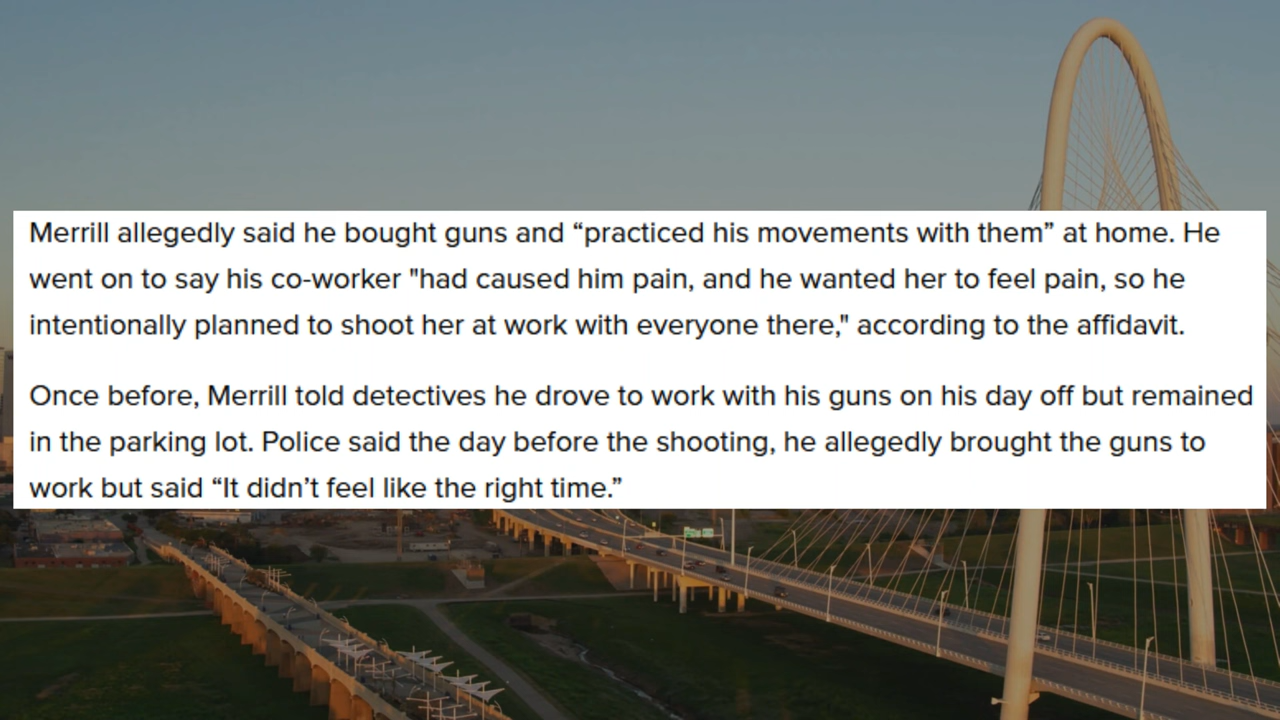 Merrill allegedly said he bought guns and “practiced his movements with them” at home. He
went on to say his co-worker "had caused him pain, and he wanted her to feel pain, so he
intentionally planned to shoot her at work with everyone there," according to the affidavit.
Once before, Merrill told detectives he drove to work with his guns on his day off but remained
in the parking lot. Police said the day before the shooting, he allegedly brought the guns to
work but said “It didn’t feel like the right time.”